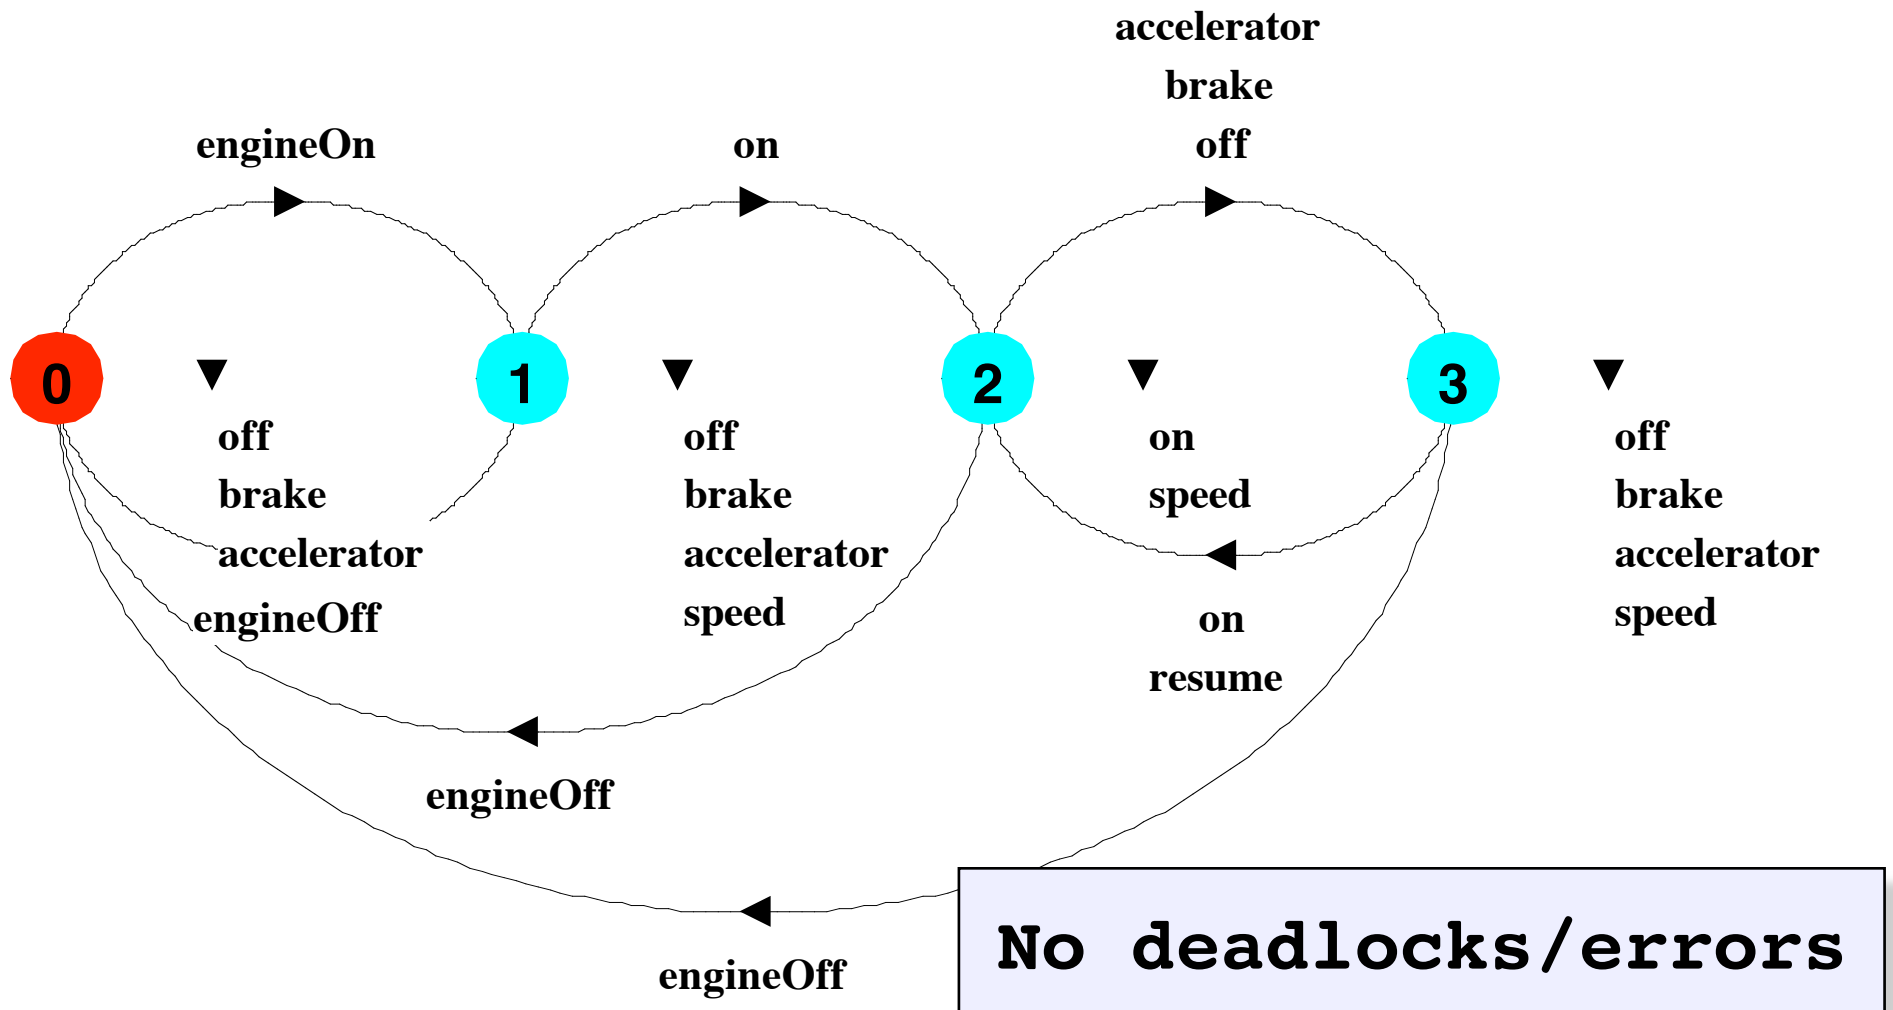 accelerator
brake
engineOn
on
off
0
1
2
3
off
brake
accelerator
engineOff
off
brake
accelerator
speed
on
speed
on
resume
off
brake
accelerator
speed
engineOff
engineOff
No deadlocks/errors